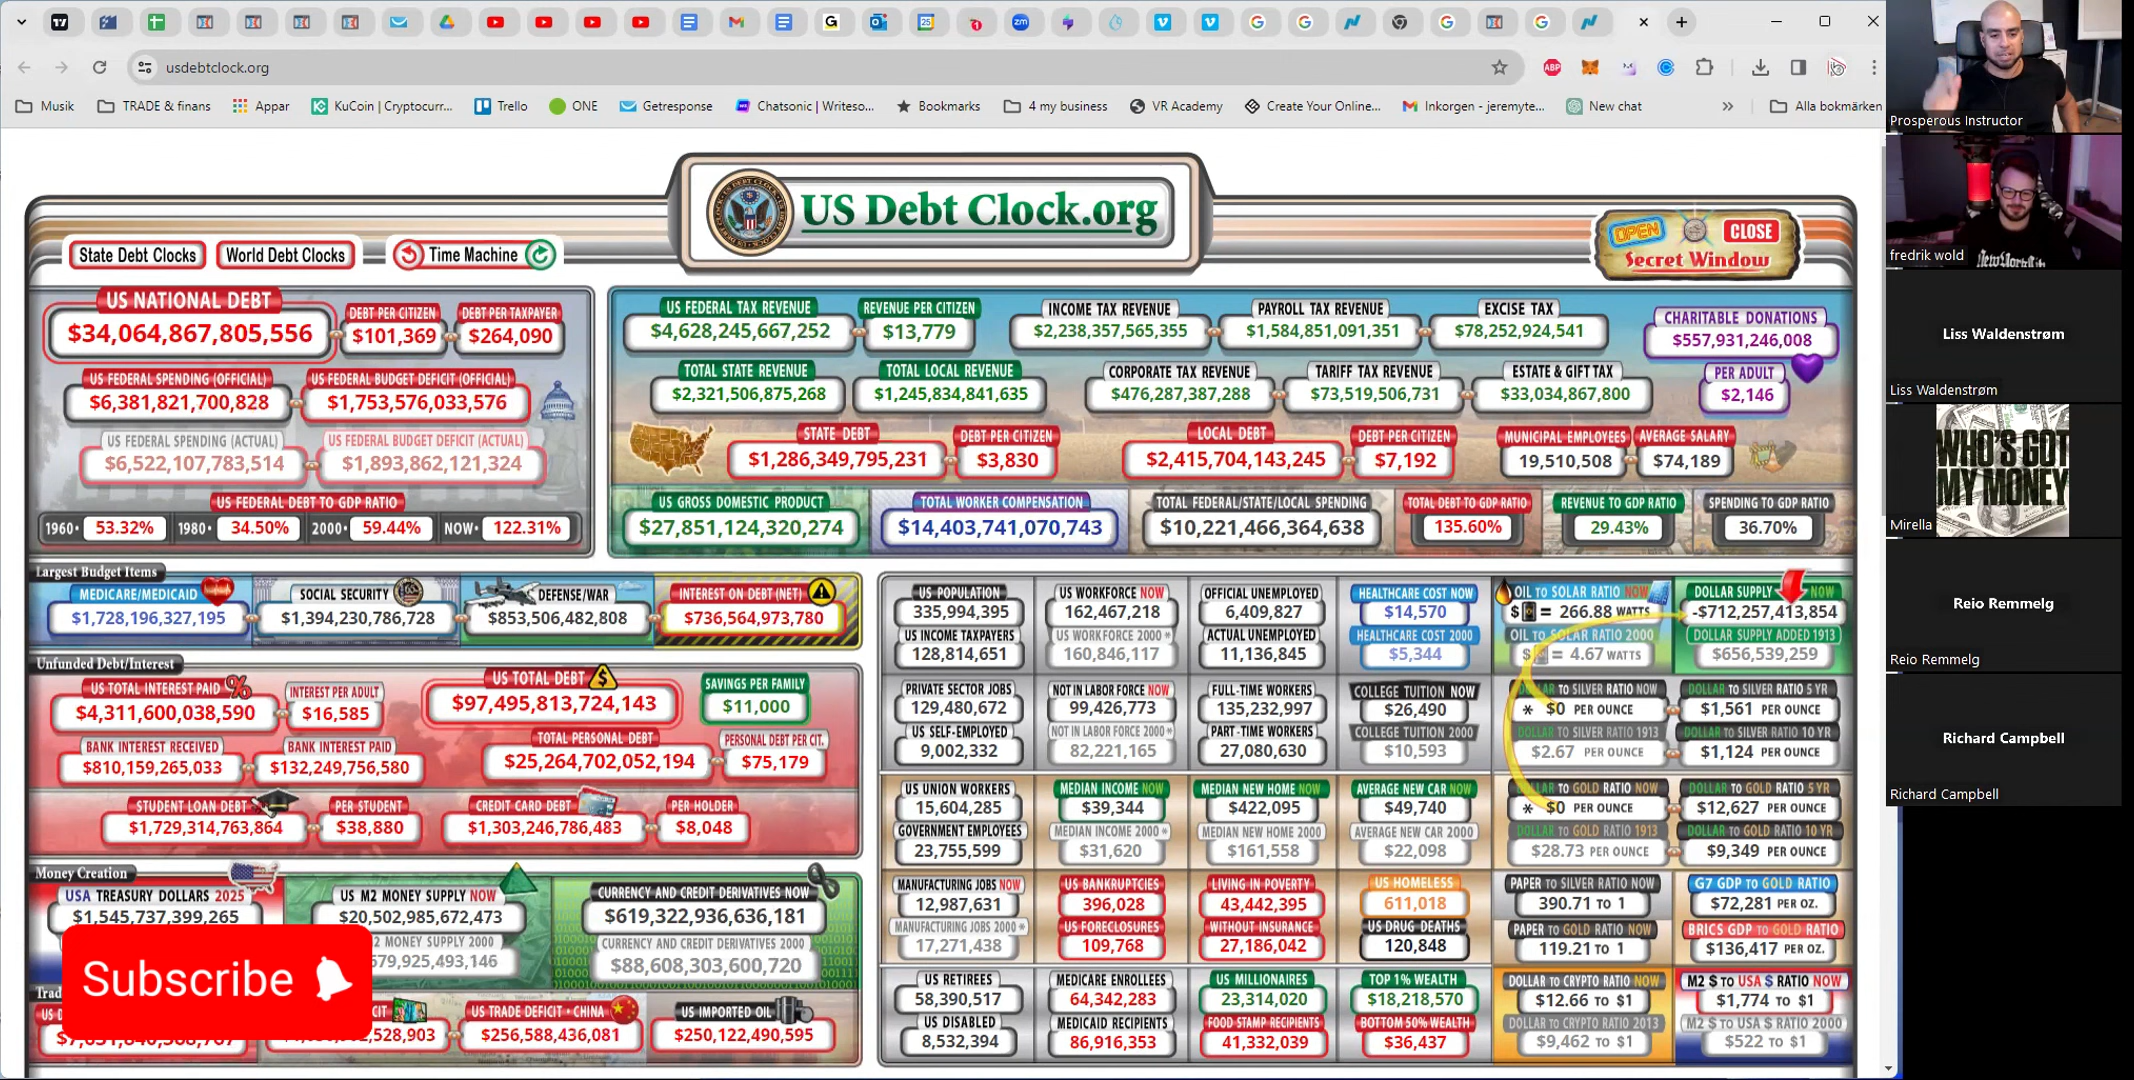 usdebtclock.org
Musik
TRADE & finans
Appar
KuCoin | Cryptocurr...
Trello
ONE
Getresponse
Chatsonic | Writeso...
Bookmarks
4 my business
VR Academy
Create Your Online...
Inkorgen - jeremyte...
New chat
»
Alla bokmärken
Prosperous Instructor
fredrik wold
Liss Waldenstrøm
Liss Waldenstrøm
WHO'S GOT
MY MONEY
Mirella
Reio Remmelg
Reio Remmelg
Richard Campbell
Richard Campbell
US Debt Clock.org
State Debt Clocks
World Debt Clocks
Time Machine
OPEN
CLOSE
Secret Window
US NATIONAL DEBT
$34,064,867,805,556
DEBT PER CITIZEN
$101,369
DEBT PER TAXPAYER
$264,090
US FEDERAL SPENDING (OFFICIAL)
$6,381,821,700,828
US FEDERAL BUDGET DEFICIT (OFFICIAL)
$1,753,576,033,576
US FEDERAL SPENDING (ACTUAL)
$6,522,107,783,514
US FEDERAL BUDGET DEFICIT (ACTUAL)
$1,893,862,121,324
US FEDERAL DEBT TO GDP RATIO
1960• 53.32% 1980• 34.50% 2000• 59.44% NOW• 122.31%
US FEDERAL TAX REVENUE
$4,628,245,667,252
REVENUE PER CITIZEN
$13,779
INCOME TAX REVENUE
$2,238,357,565,355
PAYROLL TAX REVENUE
$1,584,851,091,351
EXCISE TAX
$78,252,924,541
CHARITABLE DONATIONS
$557,931,246,008
TOTAL STATE REVENUE
$2,321,506,875,268
TOTAL LOCAL REVENUE
$1,245,834,841,635
CORPORATE TAX REVENUE
$476,287,387,288
TARIFF TAX REVENUE
$73,519,506,731
ESTATE & GIFT TAX
$33,034,867,800
PER ADULT
$2,146
STATE DEBT
$1,286,349,795,231
DEBT PER CITIZEN
$3,830
LOCAL DEBT
$2,415,704,143,245
DEBT PER CITIZEN
$7,192
MUNICIPAL EMPLOYEES
19,510,508
AVERAGE SALARY
$74,189
US GROSS DOMESTIC PRODUCT
$27,851,124,320,274
TOTAL WORKER COMPENSATION
$14,403,741,070,743
TOTAL FEDERAL/STATE/LOCAL SPENDING
$10,221,466,364,638
TOTAL DEBT TO GDP RATIO
135.60%
REVENUE TO GDP RATIO
29.43%
SPENDING TO GDP RATIO
36.70%
Largest Budget Items
MEDICARE/MEDICAID
$1,728,196,327,195
SOCIAL SECURITY
$1,394,230,786,728
DEFENSE/WAR
$853,506,482,808
INTEREST ON DEBT (NET)
$736,564,973,780
Unfunded Debt/Interest
US TOTAL INTEREST PAID
$4,311,600,038,590
INTEREST PER ADULT
$16,585
US TOTAL DEBT
$97,495,813,724,143
SAVINGS PER FAMILY
$11,000
BANK INTEREST RECEIVED
$810,159,265,033
BANK INTEREST PAID
$132,249,756,580
TOTAL PERSONAL DEBT
$25,264,702,052,194
PERSONAL DEBT PER CIT.
$75,179
STUDENT LOAN DEBT
$1,729,314,763,864
PER STUDENT
$38,880
CREDIT CARD DEBT
$1,303,246,786,483
PER HOLDER
$8,048
Money Creation
USA TREASURY DOLLARS 2025
$1,545,737,399,265
US M2 MONEY SUPPLY NOW
$20,502,985,672,473
CURRENCY AND CREDIT DERIVATIVES NOW
$619,322,936,636,181
2 MONEY SUPPLY 2000
579,925,493,146
CURRENCY AND CREDIT DERIVATIVES 2000
$88,608,303,600,720
Subscribe
US TRADE DEFICIT • CHINA
$256,588,436,081
US IMPORTED OIL
$250,122,490,595
528,903
US POPULATION
335,994,395
US INCOME TAXPAYERS
128,814,651
US WORKFORCE NOW
162,467,218
US WORKFORCE 2000 *
160,846,117
OFFICIAL UNEMPLOYED
6,409,827
ACTUAL UNEMPLOYED
11,136,845
HEALTHCARE COST NOW
$14,570
HEALTHCARE COST 2000
$5,344
OIL TO SOLAR RATIO NOW
$ = 266.88 WATTS
OIL TO SOLAR RATIO 2000
$ = 4.67 WATTS
DOLLAR SUPPLY NOW
-$712,257,413,854
DOLLAR SUPPLY ADDED 1913
$656,539,259
PRIVATE SECTOR JOBS
129,480,672
US SELF-EMPLOYED
9,002,332
NOT IN LABOR FORCE NOW
99,426,773
NOT IN LABOR FORCE 2000 *
82,221,165
FULL-TIME WORKERS
135,232,997
PART-TIME WORKERS
27,080,630
COLLEGE TUITION NOW
$26,490
COLLEGE TUITION 2000
$10,593
DOLLAR TO SILVER RATIO NOW
* $0 PER OUNCE
DOLLAR TO SILVER RATIO 1913
$2.67 PER OUNCE
DOLLAR TO SILVER RATIO 5 YR
$1,561 PER OUNCE
DOLLAR TO SILVER RATIO 10 YR
$1,124 PER OUNCE
US UNION WORKERS
15,604,285
GOVERNMENT EMPLOYEES
23,755,599
MEDIAN INCOME NOW
$39,344
MEDIAN INCOME 2000 *
$31,620
MEDIAN NEW HOME NOW
$422,095
MEDIAN NEW HOME 2000
$161,558
AVERAGE NEW CAR NOW
$49,740
AVERAGE NEW CAR 2000
$22,098
DOLLAR TO GOLD RATIO NOW
* $0 PER OUNCE
DOLLAR TO GOLD RATIO 1913
$28.73 PER OUNCE
DOLLAR TO GOLD RATIO 5 YR
$12,627 PER OUNCE
DOLLAR TO GOLD RATIO 10 YR
$9,349 PER OUNCE
MANUFACTURING JOBS NOW
12,987,631
MANUFACTURING JOBS 2000 *
17,271,438
US BANKRUPTCIES
396,028
US FORECLOSURES
109,768
LIVING IN POVERTY
43,442,395
WITHOUT INSURANCE
27,186,042
US HOMELESS
611,018
US DRUG DEATHS
120,848
PAPER TO SILVER RATIO NOW
390.71 TO 1
PAPER TO GOLD RATIO NOW
119.21 TO 1
G7 GDP TO GOLD RATIO
$72,281 PER OZ.
BRICS GDP TO GOLD RATIO
$136,417 PER OZ.
US RETIREES
58,390,517
US DISABLED
8,532,394
MEDICARE ENROLLEES
64,342,283
MEDICAID RECIPIENTS
86,916,353
US MILLIONAIRES
23,314,020
FOOD STAMP RECIPIENTS
41,332,039
TOP 1% WEALTH
$18,218,570
BOTTOM 50% WEALTH
$36,437
DOLLAR TO CRYPTO RATIO NOW
$12.66 TO $1
DOLLAR TO CRYPTO RATIO 2013
$9,462 TO $1
M2 $ TO USA $ RATIO NOW
$1,774 TO $1
M2 $ TO USA $ RATIO 2000
$522 TO $1